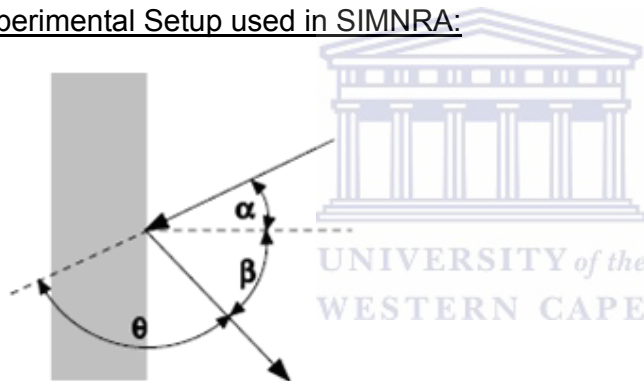 perimental Setup used in SIMNRA:
α
β
θ
UNIVERSITY of the
WESTERN CAPE